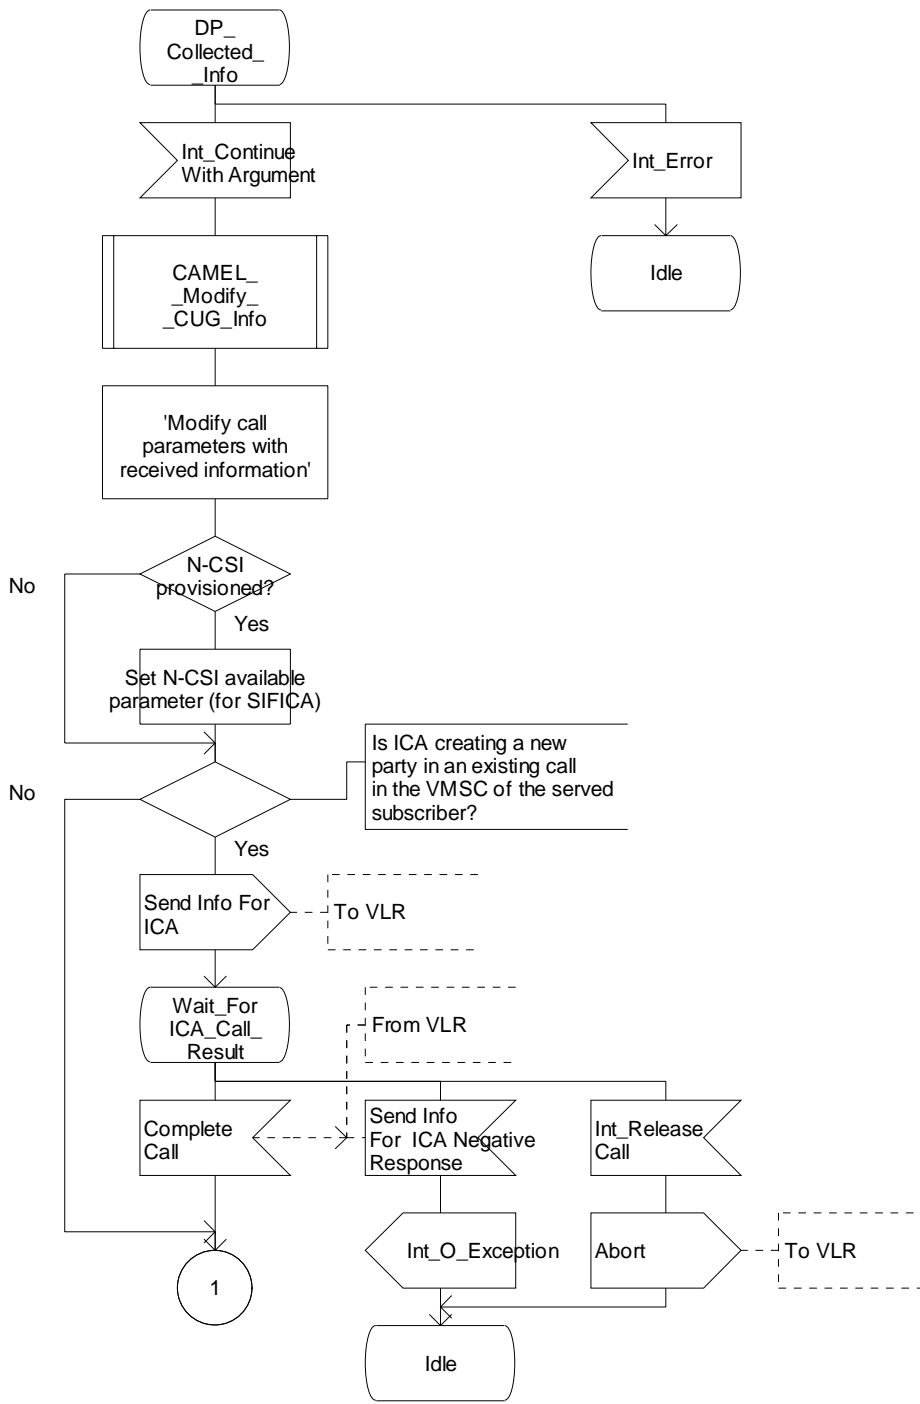 DP_
Collected_
_Info
Int_Continue
With Argument
Int_Error
CAMEL_
_Modify_
_CUG_Info
Idle
'Modify call
parameters with
received information'
N-CSI
provisioned?
No
Yes
Set N-CSI available
parameter (for SIFICA)
Is ICA creating a new
party in an existing call
in the VMSC of the served
subscriber?
No
Yes
Send Info For
ICA
To VLR
Wait_For
ICA_Call_
Result
From VLR
Complete
Call
Send Info
For ICA Negative
Response
Int_Release
Call
Int_O_Exception
Abort
To VLR
1
Idle